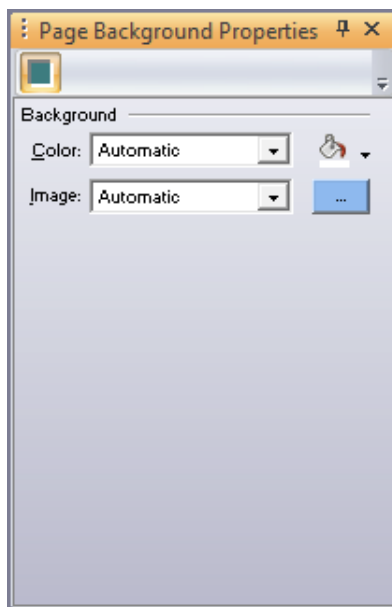 Page Background Properties
Background
Color: Automatic
Image: Automatic ...